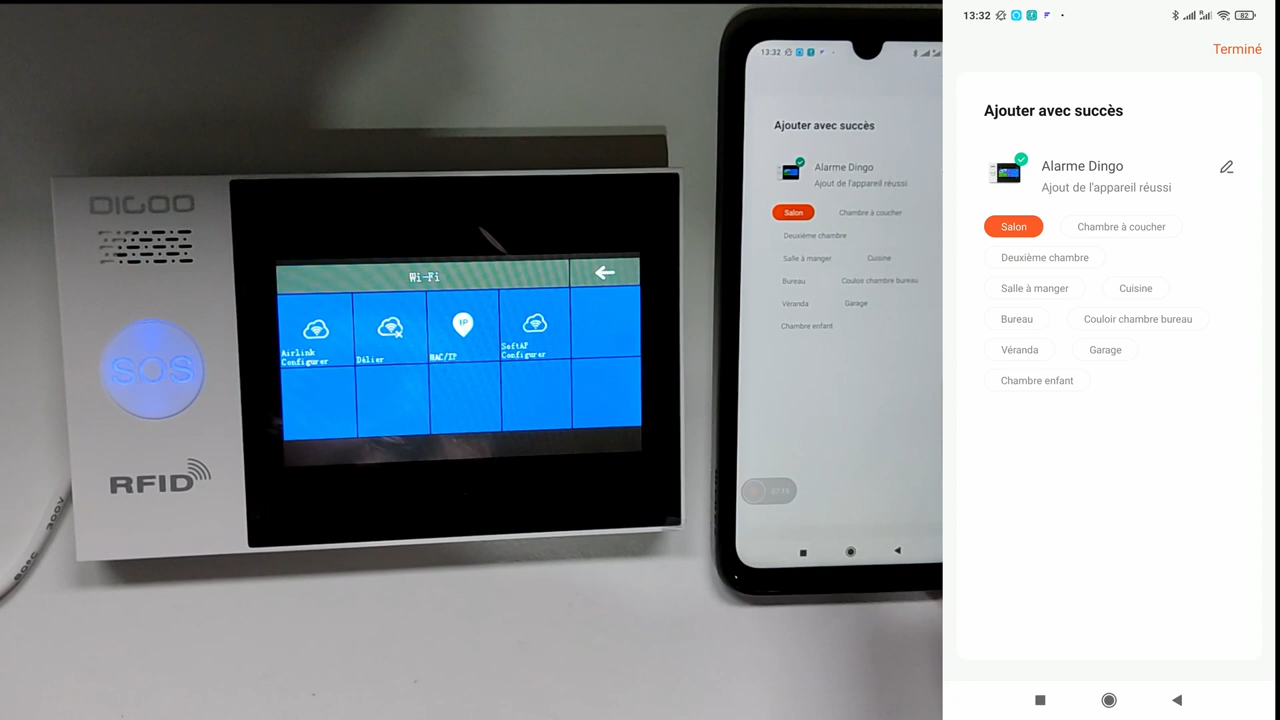 DIGOO
SOS
RFID
Wi-Fi
Airlink
Configurer
Délier
MAC/IP
SoftAP
Configurer
IP
80°C 300V
13:32
Ajouter avec succès
Alarme Dingo
Ajout de l'appareil réussi
Salon
Chambre à coucher
Deuxième chambre
Salle à manger
Cuisine
Bureau
Couloir chambre bureau
Véranda
Garage
Chambre enfant
13:32
82
Terminé
Ajouter avec succès
Alarme Dingo
Ajout de l'appareil réussi
Salon
Chambre à coucher
Deuxième chambre
Salle à manger
Cuisine
Bureau
Couloir chambre bureau
Véranda
Garage
Chambre enfant